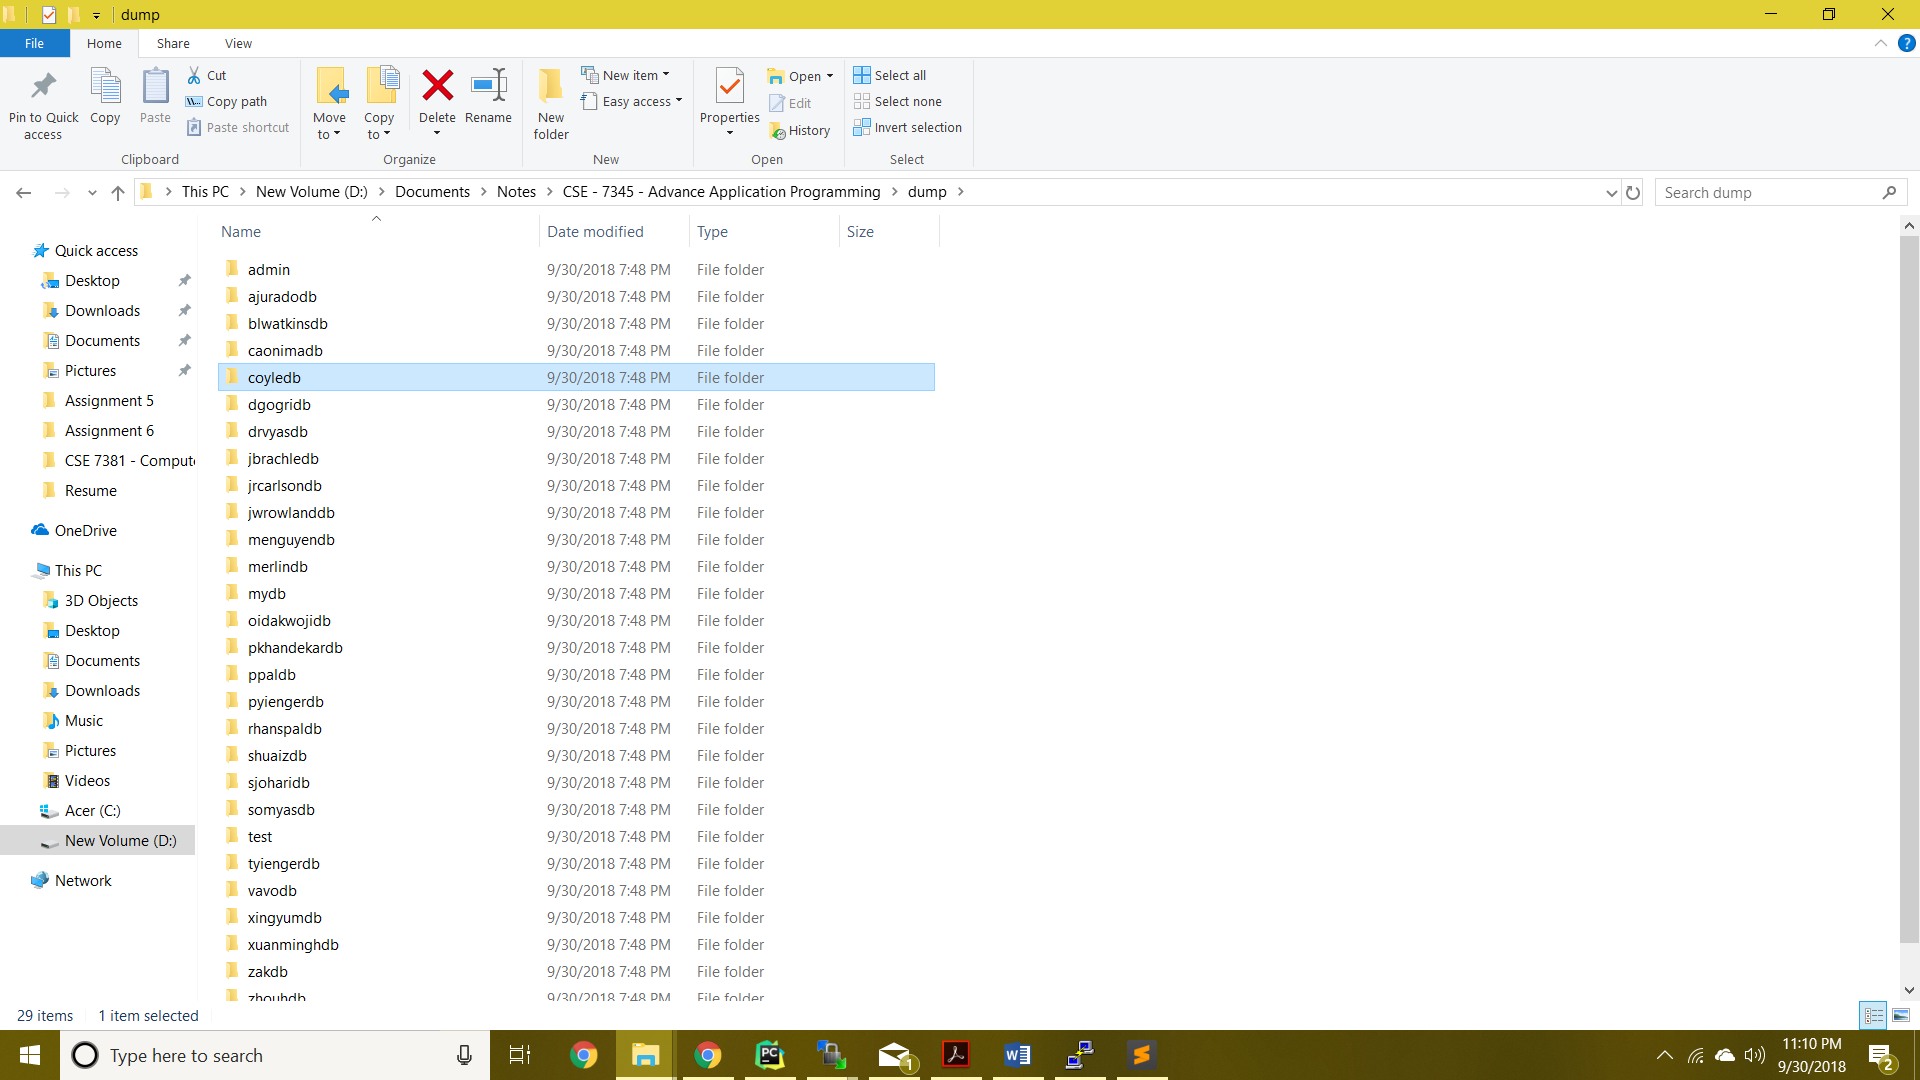 dump
File Home Share View
Pin to Quick access
Copy
Paste
Cut
Copy path
Paste shortcut
Clipboard
Move to
Copy to
Delete
Rename
Organize
New folder
New item
Easy access
New
Properties
Open
Edit
History
Open
Select all
Select none
Invert selection
Select
This PC New Volume (D:) Documents Notes CSE - 7345 - Advance Application Programming dump
Search dump
Quick access
Desktop
Downloads
Documents
Pictures
Assignment 5
Assignment 6
CSE 7381 - Compute
Resume
OneDrive
This PC
3D Objects
Desktop
Documents
Downloads
Music
Pictures
Videos
Acer (C:)
New Volume (D:)
Network
Name Date modified Type Size
admin 9/30/2018 7:48 PM File folder
ajuradodb 9/30/2018 7:48 PM File folder
blwatkinsdb 9/30/2018 7:48 PM File folder
caonimadb 9/30/2018 7:48 PM File folder
coyledb 9/30/2018 7:48 PM File folder
dgogridb 9/30/2018 7:48 PM File folder
drvyasdb 9/30/2018 7:48 PM File folder
jbrachledb 9/30/2018 7:48 PM File folder
jrcarlsondb 9/30/2018 7:48 PM File folder
jwrowlanddb 9/30/2018 7:48 PM File folder
menguyendb 9/30/2018 7:48 PM File folder
merlindb 9/30/2018 7:48 PM File folder
mydb 9/30/2018 7:48 PM File folder
oidakwojidb 9/30/2018 7:48 PM File folder
pkhandekardb 9/30/2018 7:48 PM File folder
ppaldb 9/30/2018 7:48 PM File folder
pyiengerdb 9/30/2018 7:48 PM File folder
rhanspaldb 9/30/2018 7:48 PM File folder
shuaizdb 9/30/2018 7:48 PM File folder
sjoharidb 9/30/2018 7:48 PM File folder
somyasdb 9/30/2018 7:48 PM File folder
test 9/30/2018 7:48 PM File folder
tyiengerdb 9/30/2018 7:48 PM File folder
vavodb 9/30/2018 7:48 PM File folder
xingyumdb 9/30/2018 7:48 PM File folder
xuanminghdb 9/30/2018 7:48 PM File folder
zakdb 9/30/2018 7:48 PM File folder
zhouhdb 9/30/2018 7:48 PM File folder
29 items 1 item selected
Type here to search
PC
1
11:10 PM
9/30/2018
2